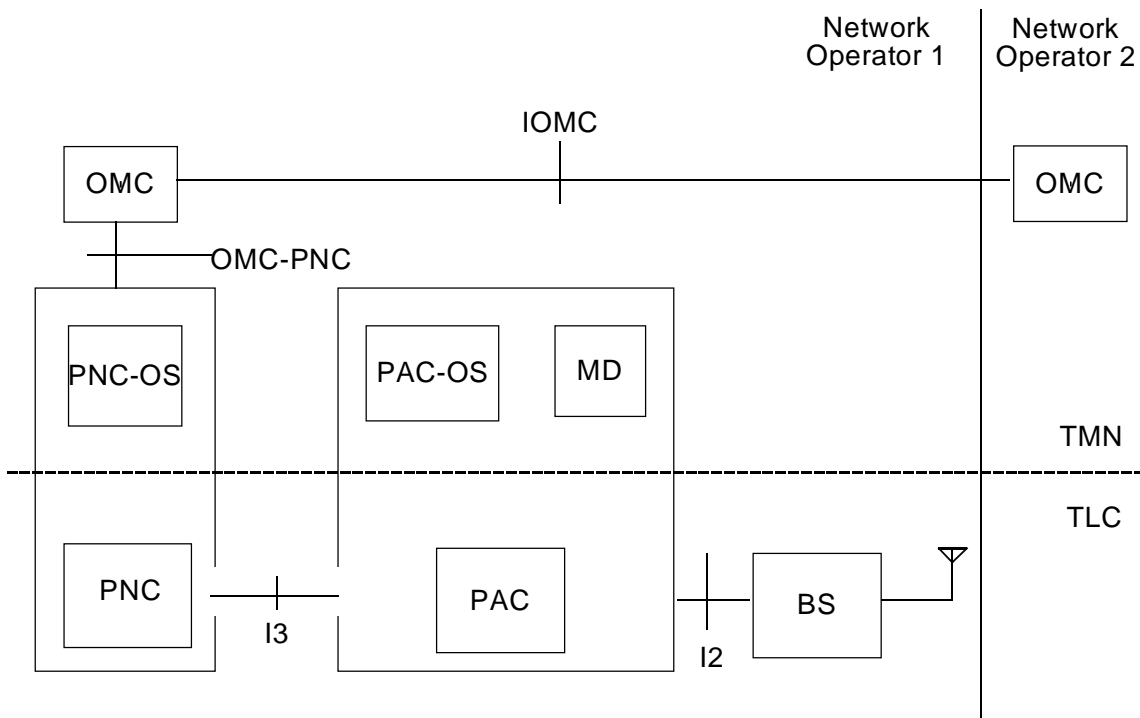 Network
Operator 1
Network
Operator 2
IOMC
OMC
OMC
OMC-PNC
PNC-OS
PAC-OS
MD
TMN
TLC
PNC
PAC
BS
I3
I2